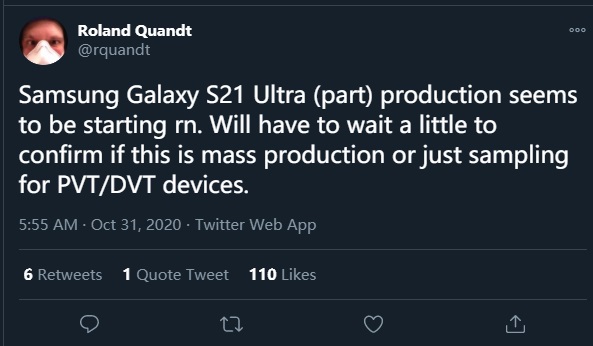 Roland Quandt
@rquandt
Samsung Galaxy S21 Ultra (part) production seems
to be starting rn. Will have to wait a little to
confirm if this is mass production or just sampling
for PVT/DVT devices.
5:55 AM · Oct 31, 2020 · Twitter Web App
6 Retweets 1 Quote Tweet 110 Likes